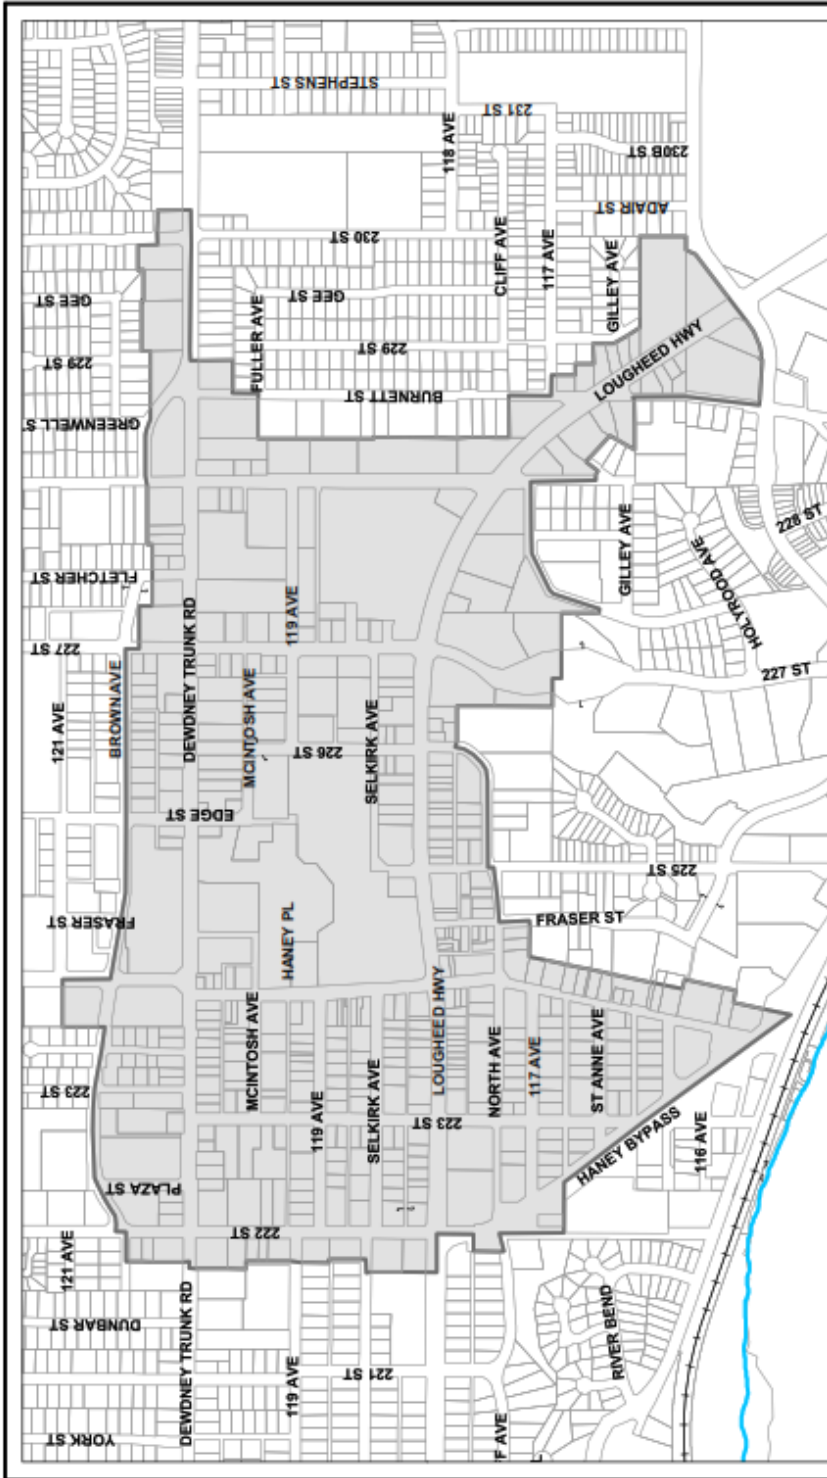 STEPHENS ST
231 ST
118 AVE
230B ST
ADAIR ST
230 ST
CLIFF AVE
117 AVE
GILLEY AVE
GEE ST
GEE ST
FULLER AVE
229 ST
229 ST
LOUGHEED HWY
BURNETT ST
GREENWELL S
228 ST
GILLEY AVE
HOLYROOD AVE
FLETCHER ST
119 AVE
DEWDNEY TRUNK RD
227 ST
227 ST
BROWN AVE
121 AVE
MCINTOSH AVE
SELKIRK AVE
226 ST
EDGE ST
225 ST
FRASER ST
FRASER ST
HANEY PL
LOUGHEED HWY
MCINTOSH AVE
NORTH AVE
117 AVE
ST ANNE AVE
SELKIRK AVE
119 AVE
223 ST
223 ST
HANEY BYPASS
116 AVE
PLAZA ST
222 ST
121 AVE
DUNBAR ST
DEWDNEY TRUNK RD
RIVER BEND
119 AVE
221 ST
YORK ST
F AVE